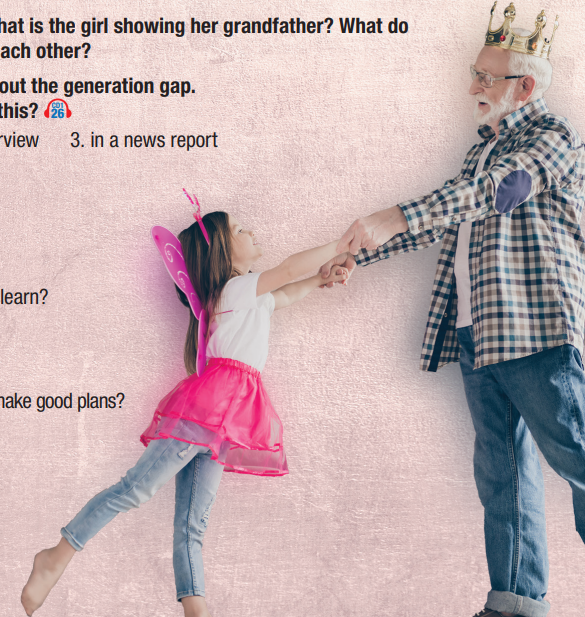 hat is the girl showing her grandfather? What do
ach other?
out the generation gap.
this? CD1 26
rview 3. in a news report
learn?
nake good plans?